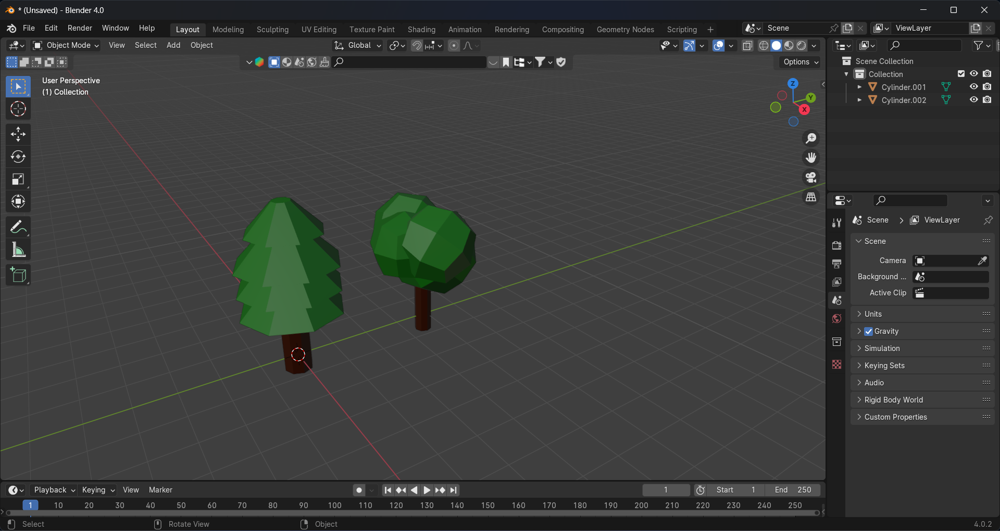 * (Unsaved) - Blender 4.0
File Edit Render Window Help Layout Modeling Sculpting UV Editing Texture Paint Shading Animation Rendering Compositing Geometry Nodes Scripting + Scene ViewLayer
Object Mode View Select Add Object Global
Options
User Perspective
(1) Collection
Z
Y
X
Scene Collection
Collection
Cylinder.001
Cylinder.002
Scene ViewLayer
Scene
Camera
Background ...
Active Clip
Units
Gravity
Simulation
Keying Sets
Audio
Rigid Body World
Custom Properties
Playback Keying View Marker 1 Start 1 End 250
1 10 20 30 40 50 60 70 80 90 100 110 120 130 140 150 160 170 180 190 200 210 220 230 240 250
Select Rotate View Object 4.0.2